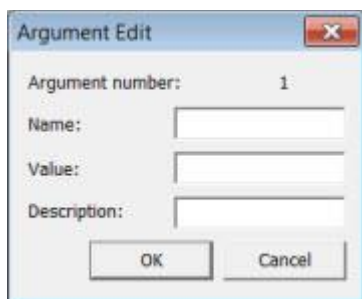 Argument Edit
Argument number: 1
Name:
Value:
Description:
OK Cancel